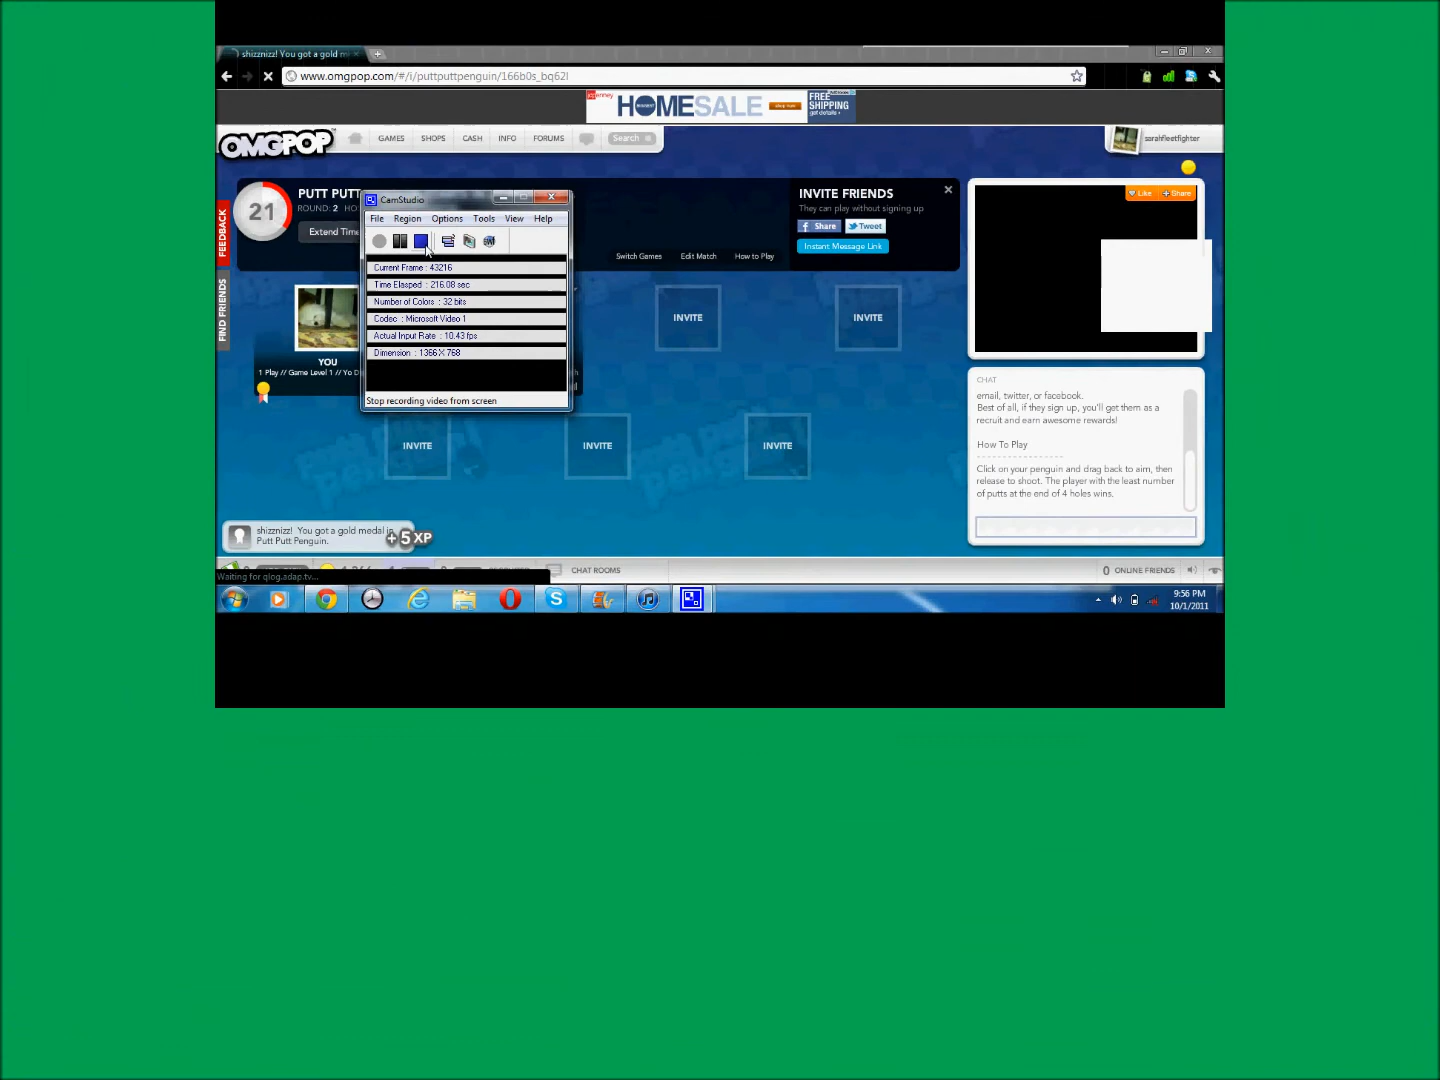 shizznizz! You got a gold m
www.omgpop.com/#/i/puttputtpenguin/166b0s_bq62l
jcpenney
HOMESALE
FREE
SHIPPING
get details
OMGPOP
GAMES
SHOPS
CASH
INFO
FORUMS
Search
sarahfleetfighter
FEEDBACK
FIND FRIENDS
21
PUTT PUTT
ROUND: 2 HO
Extend Time
Switch Games
Edit Match
How to Play
INVITE FRIENDS
They can play without signing up
Share
Tweet
Instant Message Link
Like
Share
CamStudio
File Region Options Tools View Help
Current Frame : 43216
Time Elasped : 216.08 sec
Number of Colors : 32 bits
Codec : Microsoft Video 1
Actual Input Rate : 10.43 fps
Dimension : 1366 X 768
Stop recording video from screen
YOU
1 Play // Game Level 1 // Yo D
INVITE
INVITE
INVITE
INVITE
INVITE
CHAT
email, twitter, or facebook.
Best of all, if they sign up, you'll get them as a
recruit and earn awesome rewards!
How To Play
Click on your penguin and drag back to aim, then
release to shoot. The player with the least number
of putts at the end of 4 holes wins.
shizznizz! You got a gold medal in
Putt Putt Penguin.
+5 XP
Waiting for qlog.adap.tv...
CHAT ROOMS
0 ONLINE FRIENDS
9:56 PM
10/1/2011